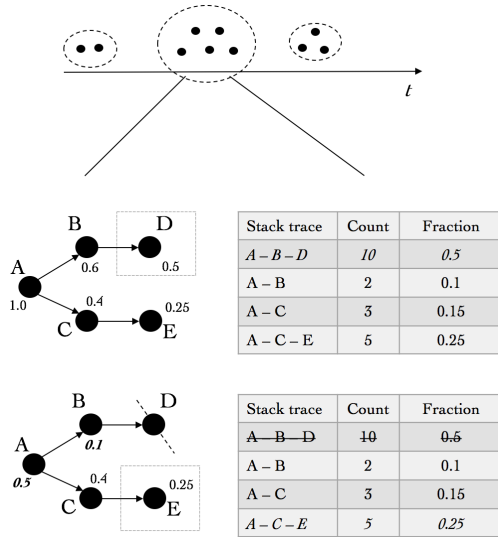 t
B
D
A
0.6
0.5
1.0
0.4
0.25
C
E
Stack trace Count Fraction
A – B – D 10 0.5
A – B 2 0.1
A – C 3 0.15
A – C – E 5 0.25
B
D
0.1
A
0.5
0.4
0.25
C
E
Stack trace Count Fraction
A – B – D 10 0.5
A – B 2 0.1
A – C 3 0.15
A – C – E 5 0.25